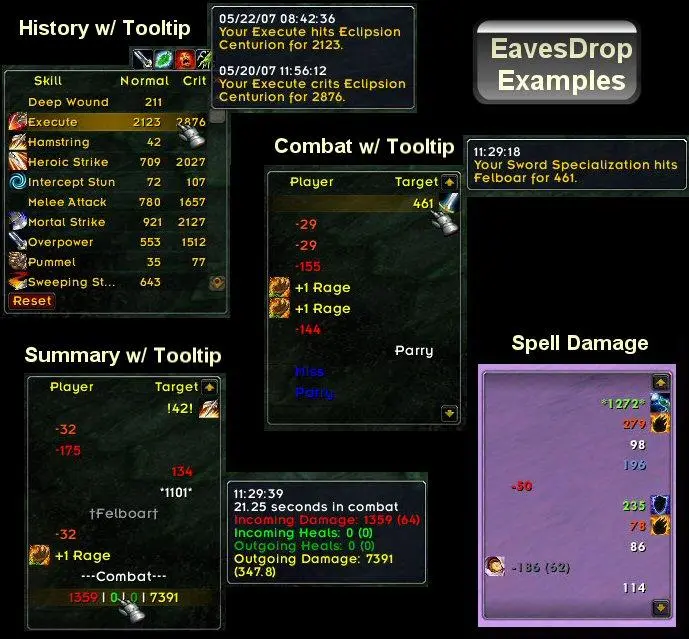 History w/ Tooltip
05/22/07 08:42:36
Your Execute hits Eclipsion
Centurion for 2123.
05/20/07 11:56:12
Your Execute crits Eclipsion
Centurion for 2876.
EavesDrop
Examples
Skill Normal Crit
Deep Wound 211
Execute 2123 2876
Hamstring 42
Heroic Strike 709 2027
Intercept Stun 72 107
Melee Attack 780 1657
Mortal Strike 921 2127
Overpower 553 1512
Pummel 35 77
Sweeping St... 643
Reset
Combat w/ Tooltip
11:29:18
Your Sword Specialization hits
Felboar for 461.
Player Target
461
-29
-29
-155
+1 Rage
+1 Rage
-144
Parry
Miss
Parry
Summary w/ Tooltip
Player Target
!42!
-32
-175
134
*1101*
†Felboar†
-32
+1 Rage
---Combat---
1359 | 0 | 0 | 7391
11:29:39
21.25 seconds in combat
Incoming Damage: 1359 (64)
Incoming Heals: 0 (0)
Outgoing Heals: 0 (0)
Outgoing Damage: 7391
(347.8)
Spell Damage
*1272*
279
98
196
-50
235
78
86
-186 (62)
114